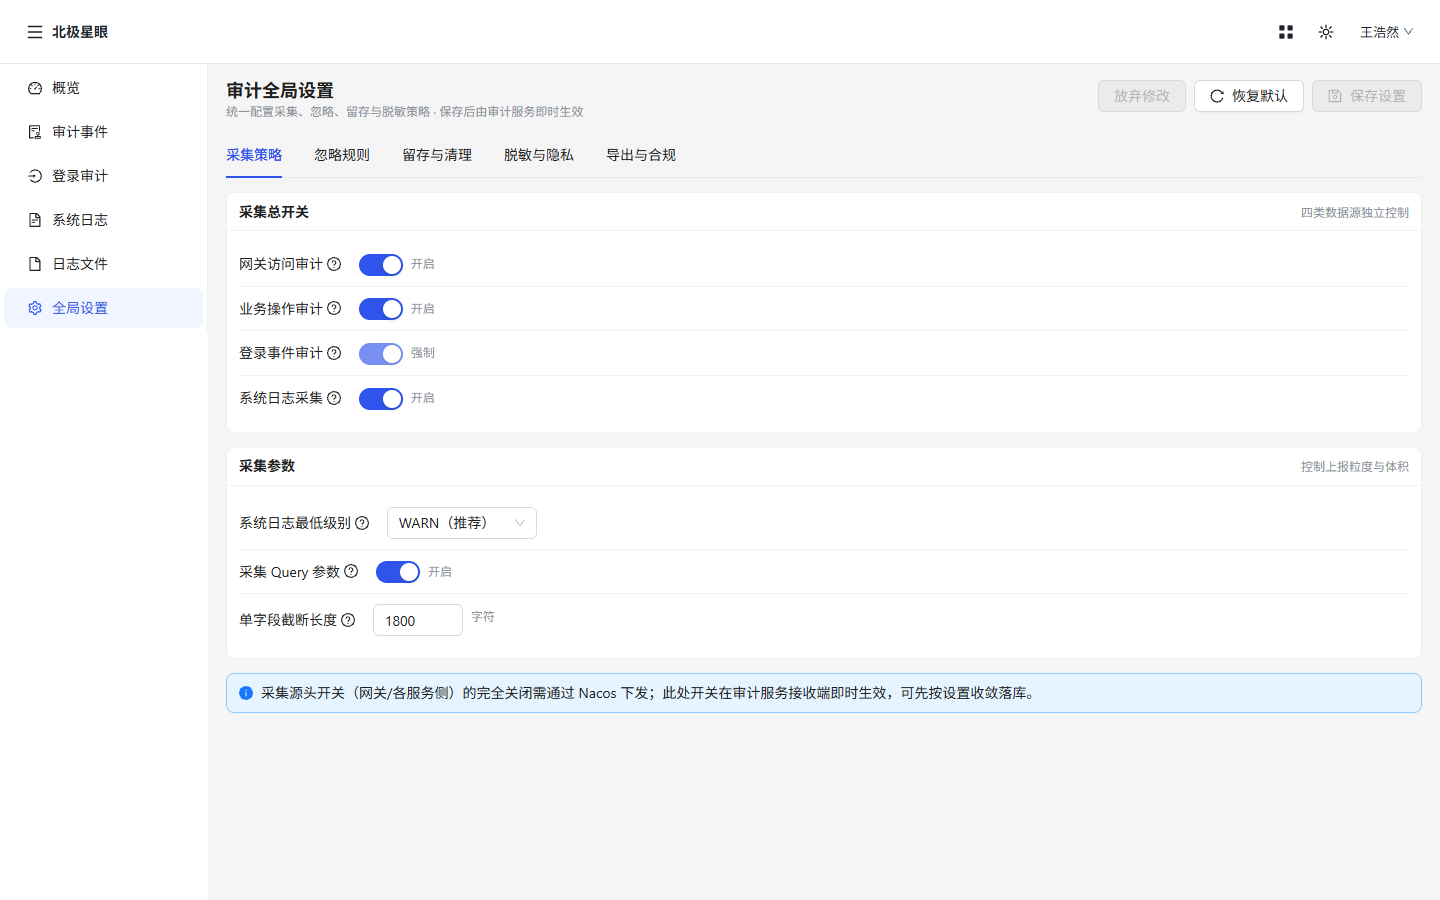 北极星眼
王浩然
概览
审计事件
登录审计
系统日志
日志文件
全局设置
审计全局设置
统一配置采集、忽略、留存与脱敏策略 · 保存后由审计服务即时生效
放弃修改
恢复默认
保存设置
采集策略
忽略规则
留存与清理
脱敏与隐私
导出与合规
采集总开关
四类数据源独立控制
网关访问审计
开启
业务操作审计
开启
登录事件审计
强制
系统日志采集
开启
采集参数
控制上报粒度与体积
系统日志最低级别
WARN（推荐）
采集 Query 参数
开启
单字段截断长度
1800
字符
采集源头开关（网关/各服务侧）的完全关闭需通过 Nacos 下发；此处开关在审计服务接收端即时生效，可先按设置收敛落库。